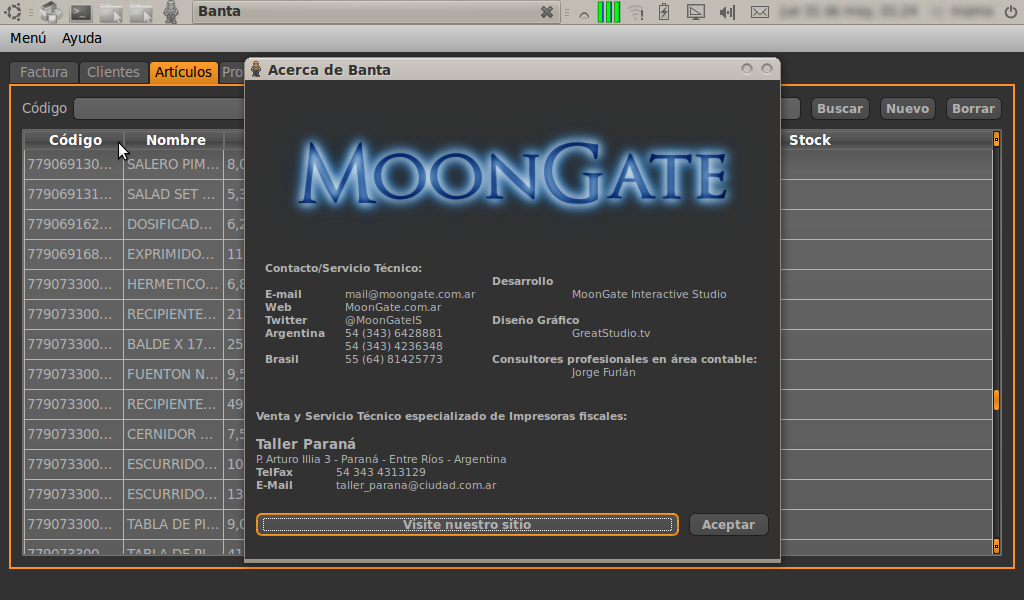 Banta
Menú Ayuda
Factura Clientes Artículos Pro
Acerca de Banta
Código Buscar Nuevo Borrar
Código Nombre Stock
779069130... SALERO PIM... 8,0
779069131... SALAD SET ... 5,3
779069162... DOSIFICAD... 6,2
779069168... EXPRIMIDO... 11
779073300... HERMETICO... 6,8
779073300... RECIPIENTE... 21
779073300... BALDE X 17... 25
779073300... FUENTON N... 9,5
779073300... RECIPIENTE... 49
779073300... CERNIDOR ... 7,5
779073300... ESCURRIDO... 10
779073300... ESCURRIDO... 13
779073300... TABLA DE PI... 9,0
779073300... TABLA DE PI... 41
MOONGATE
Contacto/Servicio Técnico:
E-mail mail@moongate.com.ar
Web MoonGate.com.ar
Twitter @MoonGateIS
Argentina 54 (343) 6428881
54 (343) 4236348
Brasil 55 (64) 81425773
Desarrollo
MoonGate Interactive Studio
Diseño Gráfico
GreatStudio.tv
Consultores profesionales en área contable:
Jorge Furlán
Venta y Servicio Técnico especializado de Impresoras fiscales:
Taller Paraná
P. Arturo Illia 3 - Paraná - Entre Ríos - Argentina
TelFax 54 343 4313129
E-Mail taller_parana@ciudad.com.ar
Visite nuestro sitio Aceptar